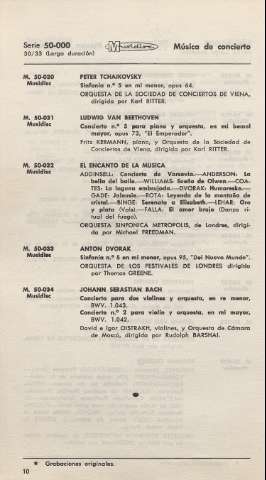 Serie 50-000
30/33 (Larga duración)
Musidisc
Música de concierto
M. 50-030
Musidisc
PETER TCHAIKOVSKY
Sinfonía n.º 5 en mi menor, opus 64.
ORQUESTA DE LA SOCIEDAD DE CONCIERTOS DE VIENA,
dirigida por Karl RITTER.
M. 50-031
Musidisc
LUDWIG VAN BEETHOVEN
Concierto n.º 5 para piano y orquesta, en mi bemol
mayor, opus 73, "El Emperador".
Fritz KERMANN, piano, y Orquesta de la Sociedad de
Conciertos de Viena, dirigida por Karl RITTER.
M. 50-032
Musidisc
EL ENCANTO DE LA MUSICA
ADDINSELL: Concierto de Varsovia.—ANDERSON: La
bella del baile.—WILLIAMS: Sueño de Olwen.—COA-
TES: La laguna embrujada.—DVORAK: Humoreske.—
GADE: Jalousie.—ROTA: Leyenda de la montaña de
cristal.—BINGE: Serenata a Elizabeth.—LEHAR: Oro
y plata (Vals).—FALLA: El amor brujo (Danza ri-
tual del fuego).
ORQUESTA SINFONICA METROPOLIS, de Londres, dirigi-
da por Michael FREEDMAN.
M. 50-033
Musidisc
ANTON DVORAK
Sinfonía n.º 5 en mi menor, opus 95, "Del Nuevo Mundo".
ORQUESTA DE LOS FESTIVALES DE LONDRES dirigida
por Thomas GREENE.
M. 50-034
Musidisc
JOHANN SEBASTIAN BACH
Concierto para dos violines y orquesta, en re menor,
BWV. 1.043.
Concierto n.º 2 para violín y orquesta, en mi mayor,
BWV. 1.042.
David e Igor OISTRAKH, violines, y Orquesta de Cámara
de Moscú, dirigida por Rudolph BARSHAI.
* Grabaciones originales.
10